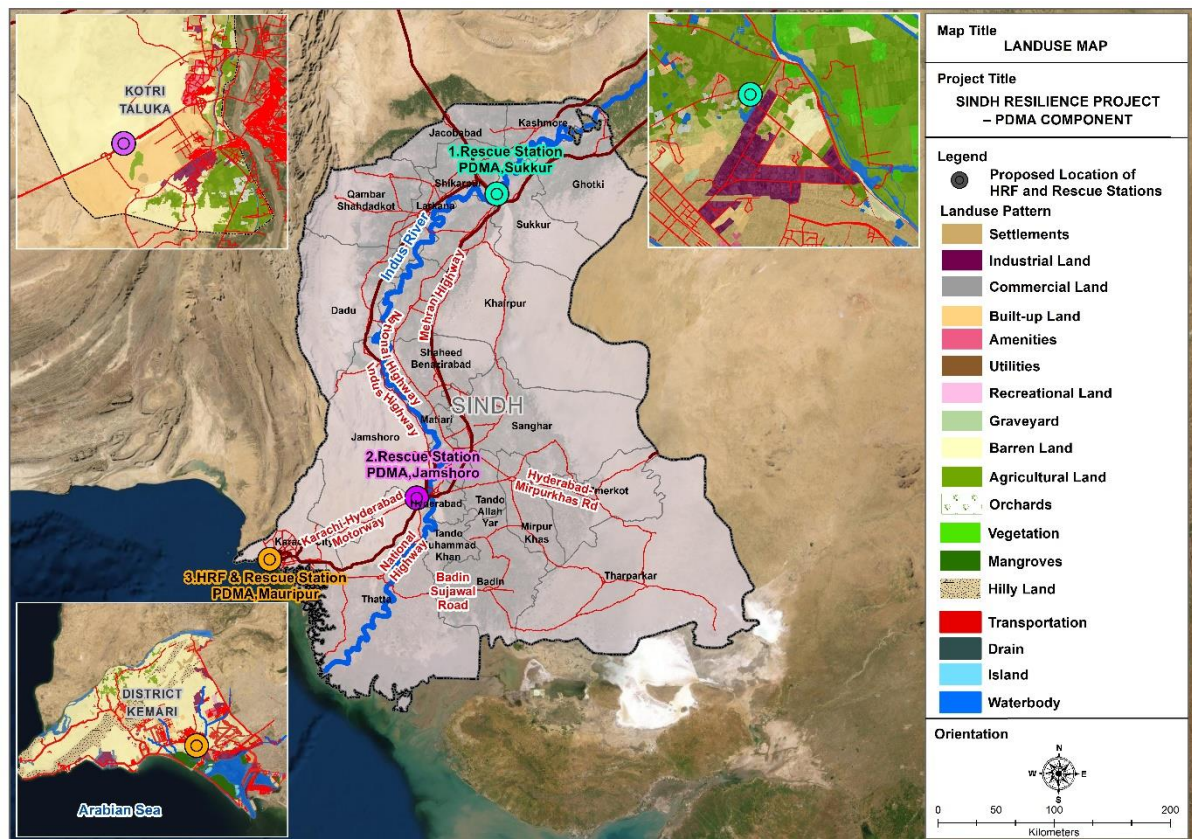 KOTRI
TALUKA
Map Title
LANDUSE MAP
Project Title
SINDH RESILIENCE PROJECT
– PDMA COMPONENT
Legend
Proposed Location of
HRF and Rescue Stations
Landuse Pattern
Settlements
Industrial Land
Commercial Land
Built-up Land
Amenities
Utilities
Recreational Land
Graveyard
Barren Land
Agricultural Land
Orchards
Vegetation
Mangroves
Hilly Land
Transportation
Drain
Island
Waterbody
Orientation
N
W
E
S
0
50
100
200
Kilometers
Kashmore
Jacobabad
1.Rescue Station
PDMA,Sukkur
Shikarpur
Ghotki
Qambar
Shahdadkot
Larkana
Sukkur
Indus River
Mehran Highway
Khairpur
Dadu
National Highway
Indus Highway
Shaheed
Benazirabad
SINDH
Matiari
Sanghar
Jamshoro
2.Rescue Station
PDMA,Jamshoro
Hyderabad
Hyderabad-
Mirpurkhas Rd
merkot
Karachi-Hyderabad
Motorway
Tando
Allah
Yar
Mirpur
Khas
Tando
uhammad
Khan
National
Highway
3.HRF & Rescue Station
PDMA,Mauripur
Thatta
Badin
Sujawal
Road
Badin
Tharparkar
DISTRICT
KEMARI
Arabian Sea